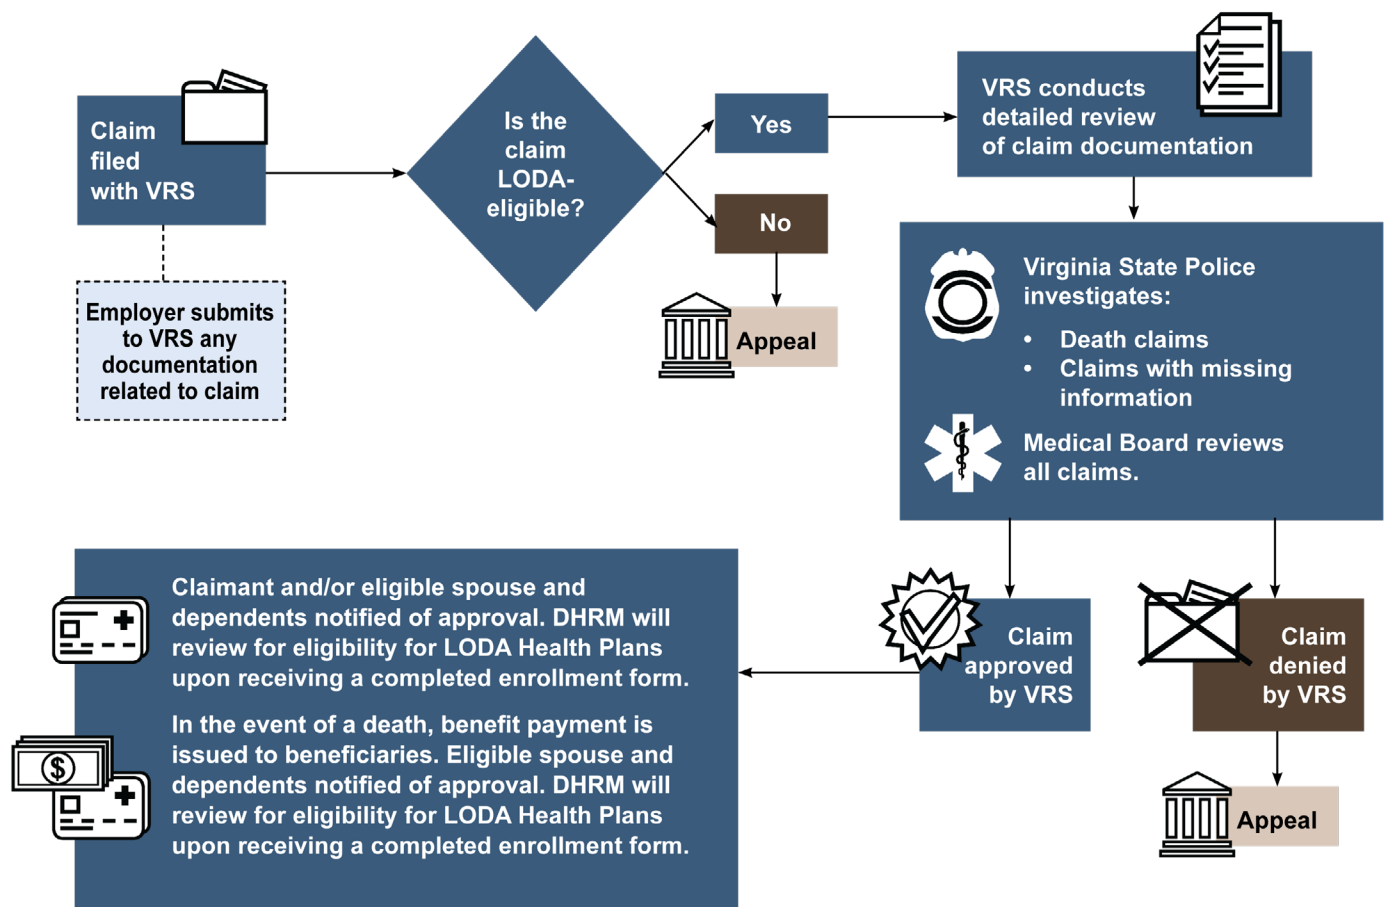 Claim
filed
with VRS
Employer submits
to VRS any
documentation
related to claim
Is the
claim
LODA-
eligible?
Yes
No
Appeal
VRS conducts
detailed review
of claim documentation
Virginia State Police
investigates:
• Death claims
• Claims with missing
information
Medical Board reviews
all claims.
Claim
approved
by VRS
Claim
denied
by VRS
Appeal
Claimant and/or eligible spouse and
dependents notified of approval. DHRM will
review for eligibility for LODA Health Plans
upon receiving a completed enrollment form.
In the event of a death, benefit payment is
issued to beneficiaries. Eligible spouse and
dependents notified of approval. DHRM will
review for eligibility for LODA Health Plans
upon receiving a completed enrollment form.
$